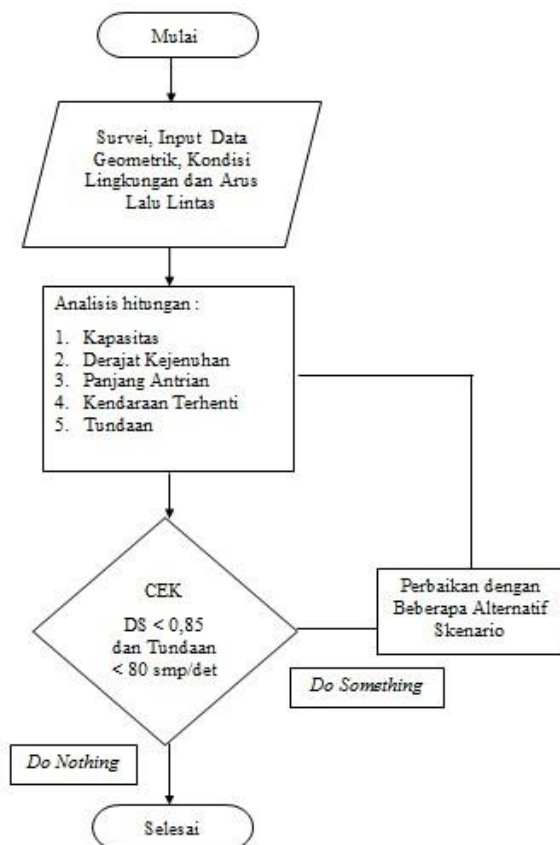 Mulai
Survei, Input Data
Geometrik, Kondisi
Lingkungan dan Arus
Lalu Lintas
Analisis hitungan :
1. Kapasitas
2. Derajat Kejenuhan
3. Panjang Antrian
4. Kendaraan Terhenti
5. Tundaan
CEK
DS < 0,85
dan Tundaan
< 80 smp/det
Perbaikan dengan
Beberapa Alternatif
Skenario
Do Something
Do Nothing
Selesai